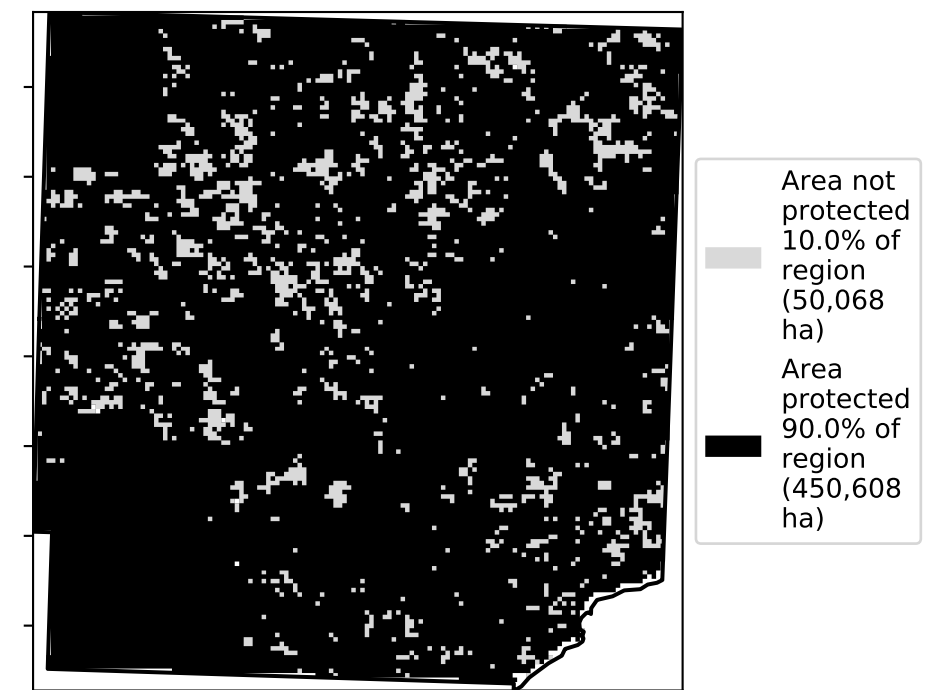 Area not
protected
10.0% of
region
(50,068
ha)
Area
protected
90.0% of
region
(450,608
ha)